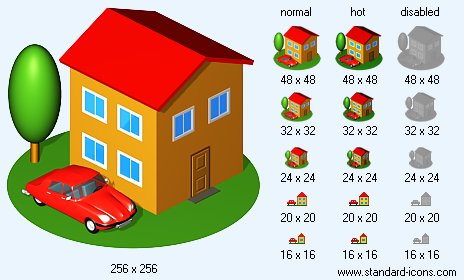 normal hot disabled
48 x 48 48 x 48 48 x 48
32 x 32 32 x 32 32 x 32
24 x 24 24 x 24 24 x 24
20 x 20 20 x 20 20 x 20
16 x 16 16 x 16 16 x 16
256 x 256
www.standard-icons.com